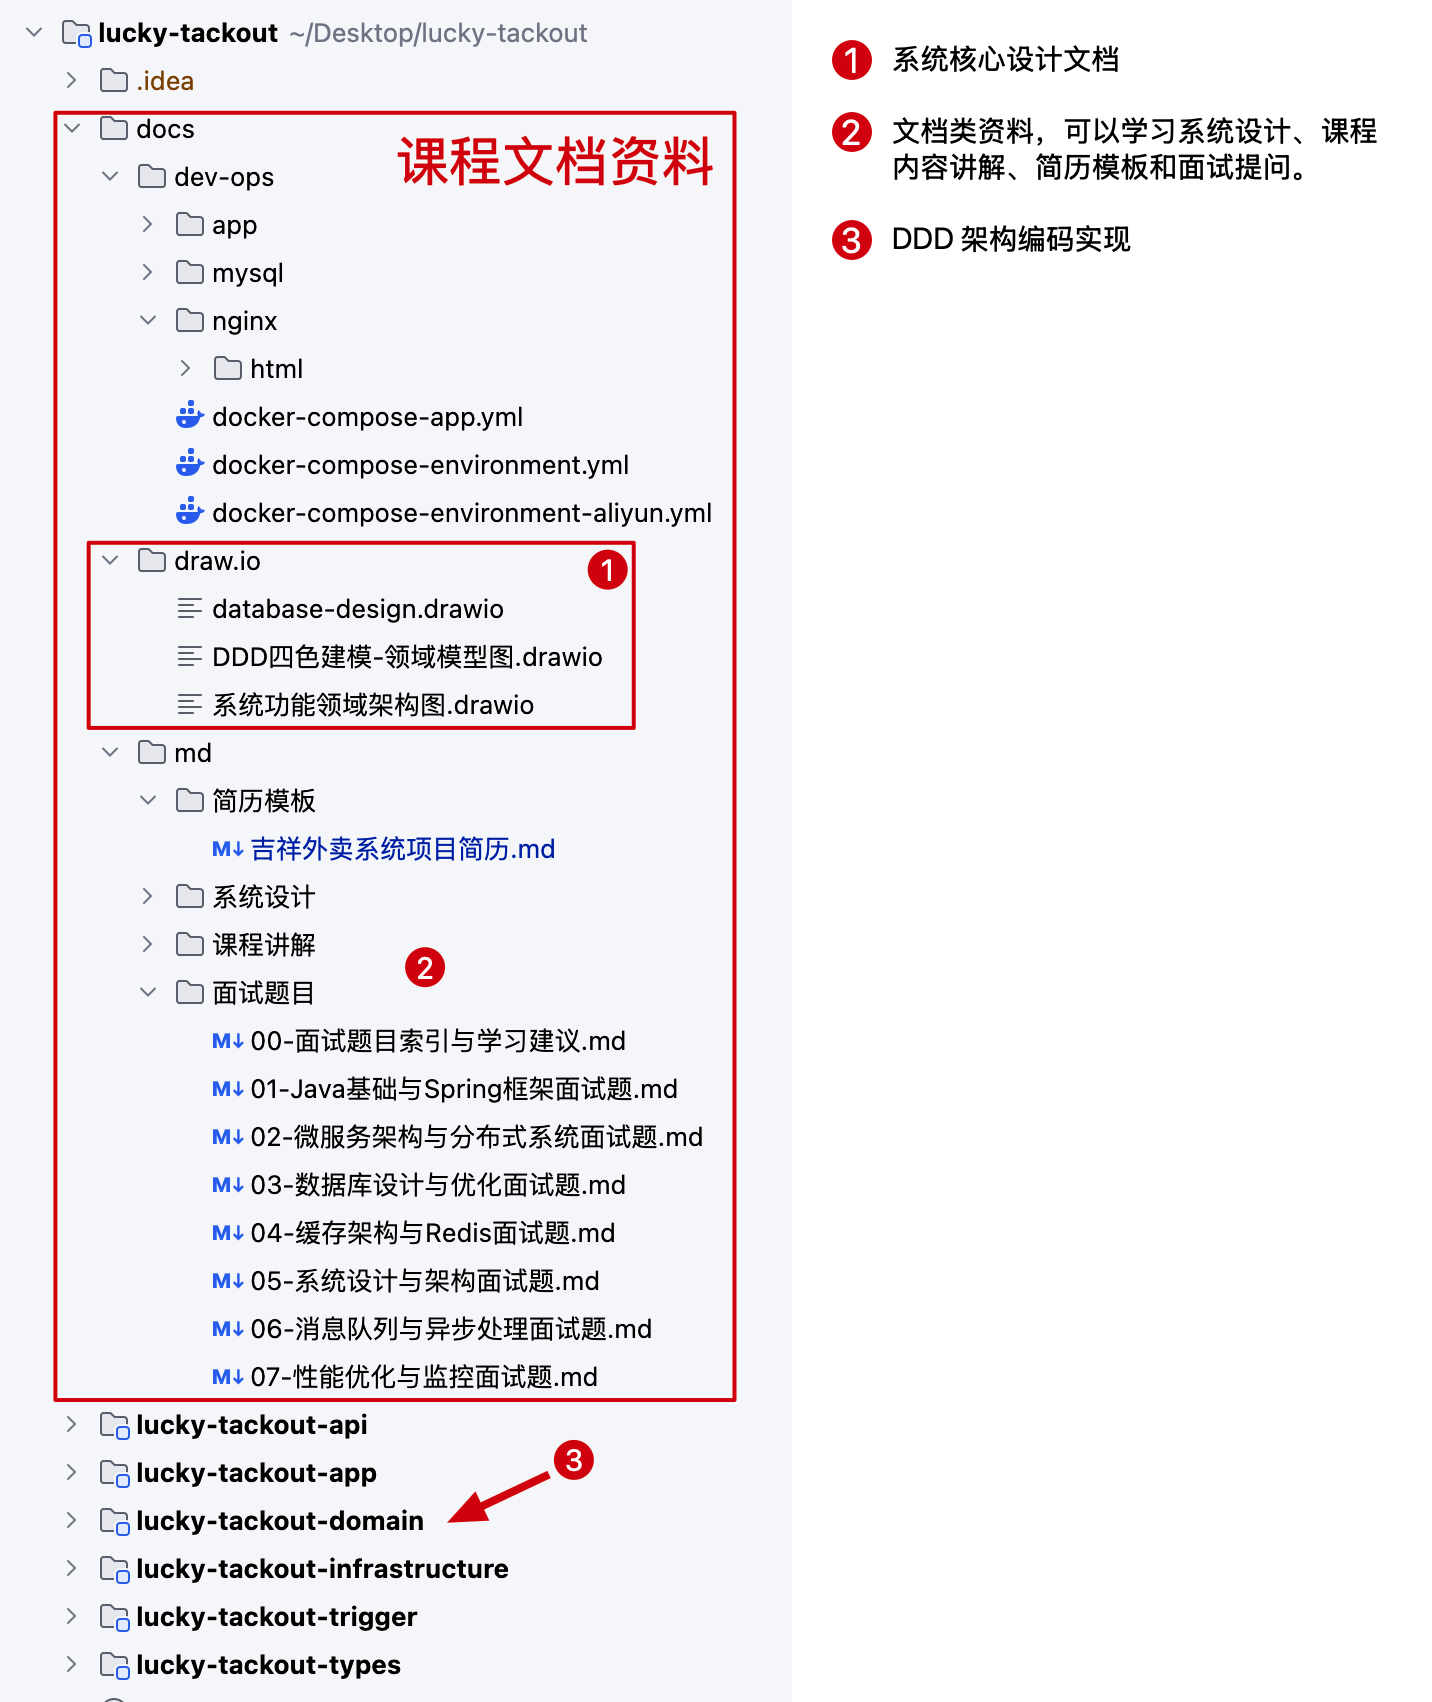 lucky-tackout ~/Desktop/lucky-tackout
.idea
docs
课程文档资料
dev-ops
app
mysql
nginx
html
docker-compose-app.yml
docker-compose-environment.yml
docker-compose-environment-aliyun.yml
draw.io
1
database-design.drawio
DDD四色建模-领域模型图.drawio
系统功能领域架构图.drawio
md
简历模板
M↓ 吉祥外卖系统项目简历.md
系统设计
课程讲解
2
面试题目
M↓ 00-面试题目索引与学习建议.md
M↓ 01-Java基础与Spring框架面试题.md
M↓ 02-微服务架构与分布式系统面试题.md
M↓ 03-数据库设计与优化面试题.md
M↓ 04-缓存架构与Redis面试题.md
M↓ 05-系统设计与架构面试题.md
M↓ 06-消息队列与异步处理面试题.md
M↓ 07-性能优化与监控面试题.md
lucky-tackout-api
3
lucky-tackout-app
lucky-tackout-domain
lucky-tackout-infrastructure
lucky-tackout-trigger
lucky-tackout-types
1 系统核心设计文档
2 文档类资料，可以学习系统设计、课程
内容讲解、简历模板和面试提问。
3 DDD 架构编码实现